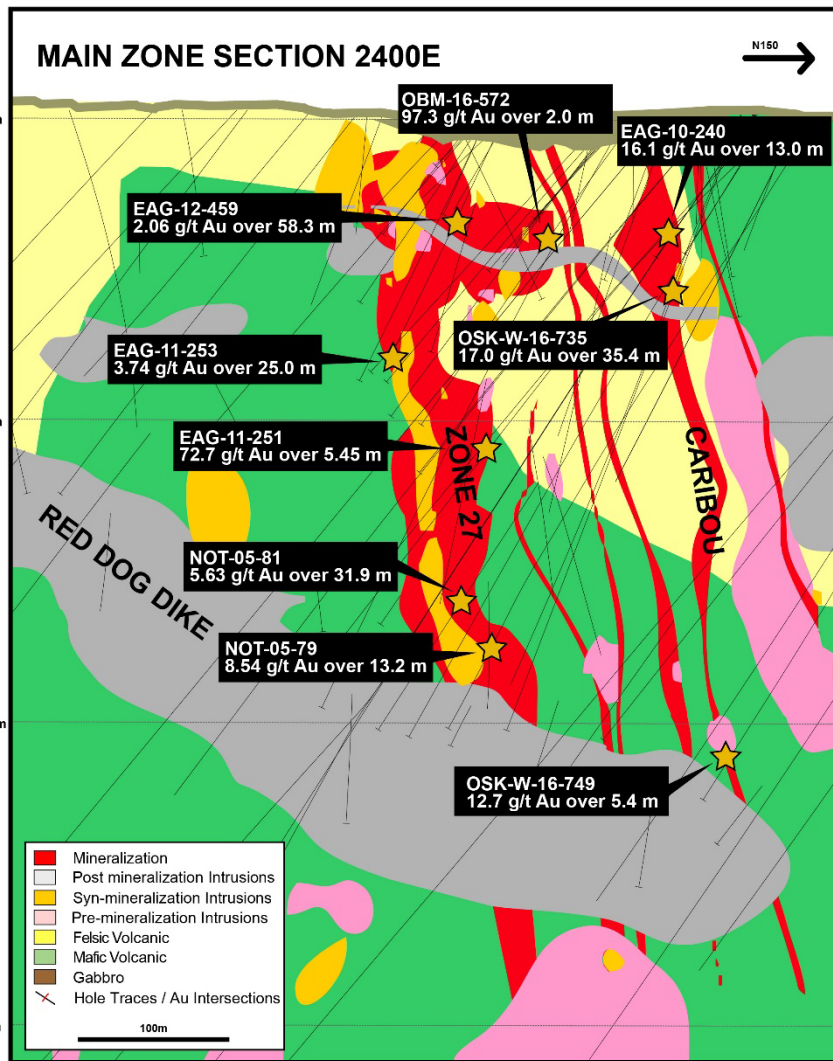 MAIN ZONE SECTION 2400E
N150
OBM-16-572
97.3 g/t Au over 2.0 m
EAG-10-240
16.1 g/t Au over 13.0 m
EAG-12-459
2.06 g/t Au over 58.3 m
OSK-W-16-735
17.0 g/t Au over 35.4 m
EAG-11-253
3.74 g/t Au over 25.0 m
EAG-11-251
72.7 g/t Au over 5.45 m
ZONE 27
CARIBOU
RED DOG DIKE
NOT-05-81
5.63 g/t Au over 31.9 m
NOT-05-79
8.54 g/t Au over 13.2 m
OSK-W-16-749
12.7 g/t Au over 5.4 m
Mineralization
Post mineralization Intrusions
Syn-mineralization Intrusions
Pre-mineralization Intrusions
Felsic Volcanic
Mafic Volcanic
Gabbro
Hole Traces / Au Intersections
100m